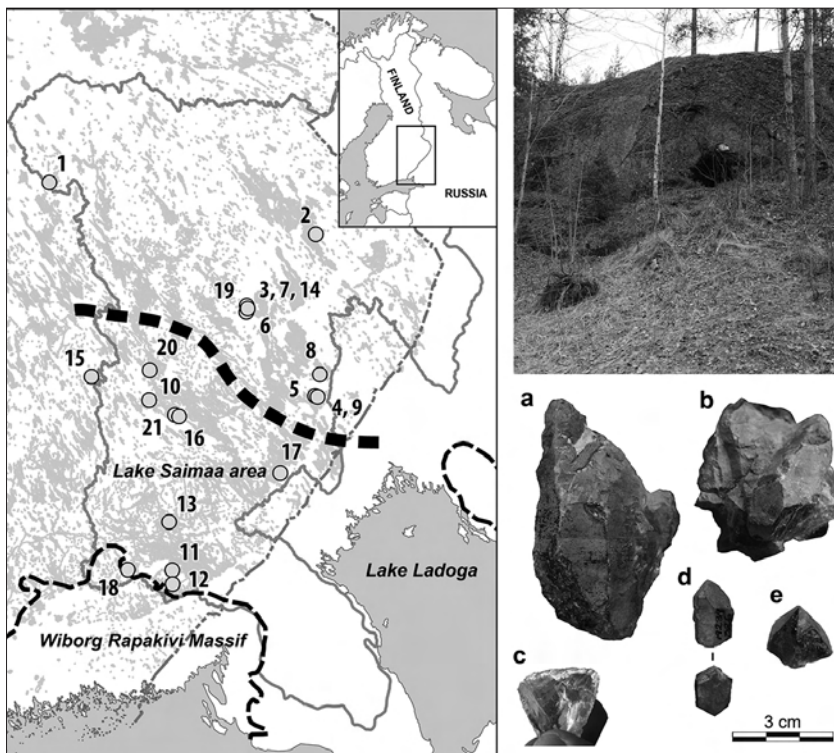 FINLAND
RUSSIA
1
2
19
3, 7, 14
6
20
8
15
10
5
4, 9
21
16
17
Lake Saimaa area
13
11
12
18
Lake Ladoga
Wiborg Rapakivi Massif
a
b
d
e
c
3 cm